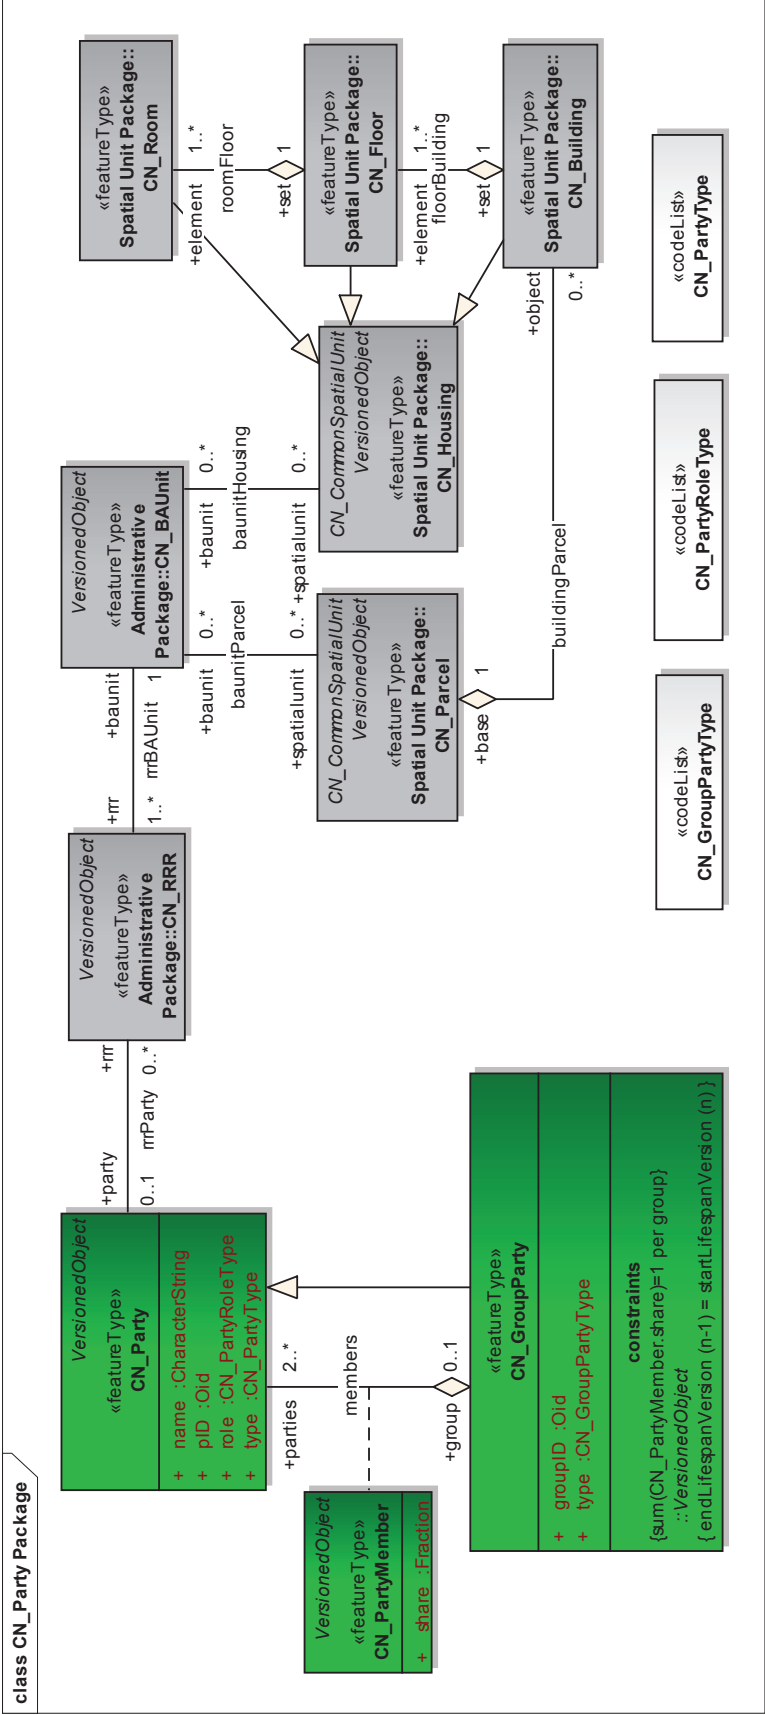 class CN_Party Package
VersionedObject
«featureType»
CN_Party
+ name :CharacterString
+ pID :Oid
+ role :CN_PartyRoleType
+ type :CN_PartyType
+party
0..1
rrrParty
+rrr
0..*
VersionedObject
«featureType»
Administrative
Package::CN_RRR
+rrr
1..*
rrrBAUnit
+baunit
1
VersionedObject
«featureType»
Administrative
Package::CN_BAUnit
+baunit
0..*
baunitParcel
+spatialunit
0..*
+baunit
0..*
baunitHousing
+spatialunit
0..*
«featureType»
Spatial Unit Package::
CN_Room
+element
1..*
roomFloor
+set
1
«featureType»
Spatial Unit Package::
CN_Floor
+element
1..*
floorBuilding
+set
1
«featureType»
Spatial Unit Package::
CN_Building
+object
0..*
CN_CommonSpatialUnit
VersionedObject
«featureType»
Spatial Unit Package::
CN_Housing
CN_CommonSpatialUnit
VersionedObject
«featureType»
Spatial Unit Package::
CN_Parcel
+base
1
buildingParcel
+parties
2..*
members
+group
0..1
VersionedObject
«featureType»
CN_PartyMember
+ share :Fraction
«featureType»
CN_GroupParty
+ groupID :Oid
+ type :CN_GroupPartyType
constraints
{sum(CN_PartyMember.share)=1 per group}
::VersionedObject
{ endLifespanVersion (n-1) = startLifespanVersion (n) }
«codeList»
CN_GroupPartyType
«codeList»
CN_PartyRoleType
«codeList»
CN_PartyType